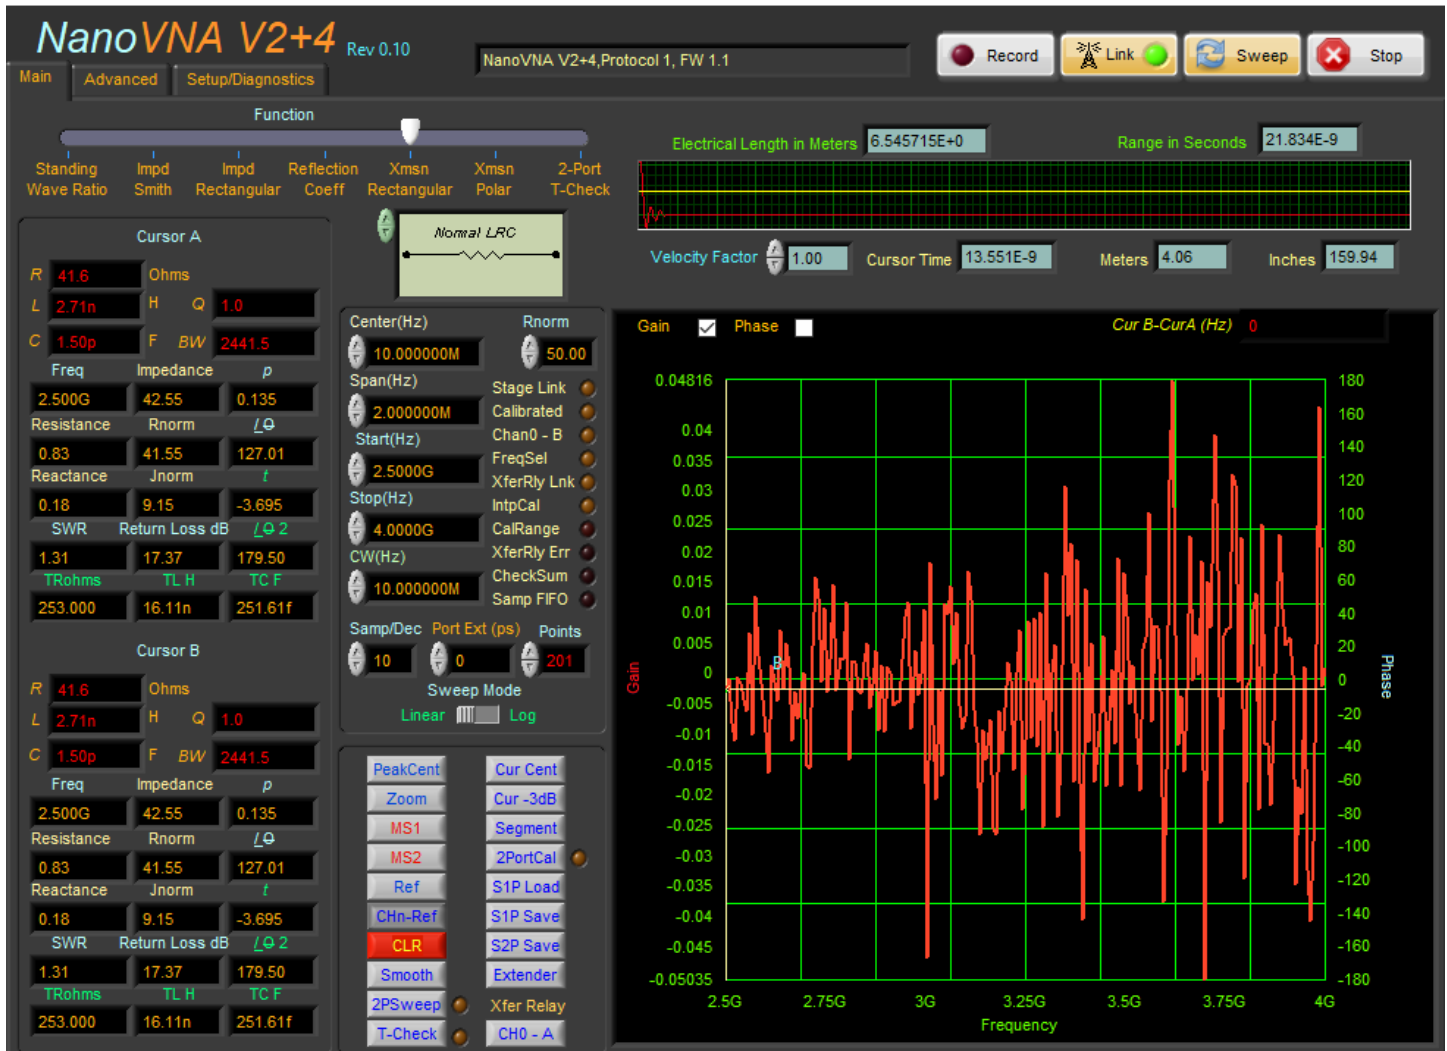 NanoVNA V2+4 Rev 0.10
NanoVNA V2+4,Protocol 1, FW 1.1
Record Link Sweep Stop
Main Advanced Setup/Diagnostics
Function
Standing Wave Ratio
Impd Smith
Impd Rectangular
Reflection Coeff
Xmsn Rectangular
Xmsn Polar
2-Port T-Check
Electrical Length in Meters 6.545715E+0 Range in Seconds 21.834E-9
Velocity Factor 1.00 Cursor Time 13.551E-9 Meters 4.06 Inches 159.94
Cursor A
R 41.6 Ohms
L 2.71n H Q 1.0
C 1.50p F BW 2441.5
Freq Impedance p
2.500G 42.55 0.135
Resistance Rnorm / Θ
0.83 41.55 127.01
Reactance Jnorm t
0.18 9.15 -3.695
SWR Return Loss dB / Θ 2
1.31 17.37 179.50
TRohms TL H TC F
253.000 16.11n 251.61f
Cursor B
R 41.6 Ohms
L 2.71n H Q 1.0
C 1.50p F BW 2441.5
Freq Impedance p
2.500G 42.55 0.135
Resistance Rnorm / Θ
0.83 41.55 127.01
Reactance Jnorm t
0.18 9.15 -3.695
SWR Return Loss dB / Θ 2
1.31 17.37 179.50
TRohms TL H TC F
253.000 16.11n 251.61f
Normal LRC
Center(Hz) Rnorm
10.000000M 50.00
Span(Hz)
2.000000M
Start(Hz)
2.5000G
Stop(Hz)
4.0000G
CW(Hz)
10.000000M
Stage Link
Calibrated
Chan0 - B
FreqSel
XferRly Lnk
IntpCal
CalRange
XferRly Err
CheckSum
Samp FIFO
Samp/Dec Port Ext (ps) Points
10 0 201
Sweep Mode
Linear Log
PeakCent Cur Cent
Zoom Cur -3dB
MS1 Segment
MS2 2PortCal
Ref S1P Load
CHn-Ref S1P Save
CLR S2P Save
Smooth Extender
2PSweep Xfer Relay
T-Check CH0 - A
Gain Phase Cur B-CurA (Hz) 0
0.04816
0.04
0.035
0.03
0.025
0.02
0.015
0.01
0.005
0
-0.005
-0.01
-0.015
-0.02
-0.025
-0.03
-0.035
-0.04
-0.045
-0.05035
Gain
B
180
160
140
120
100
80
60
40
20
0
-20
-40
-60
-80
-100
-120
-140
-160
-180
Phase
2.5G 2.75G 3G 3.25G 3.5G 3.75G 4G
Frequency